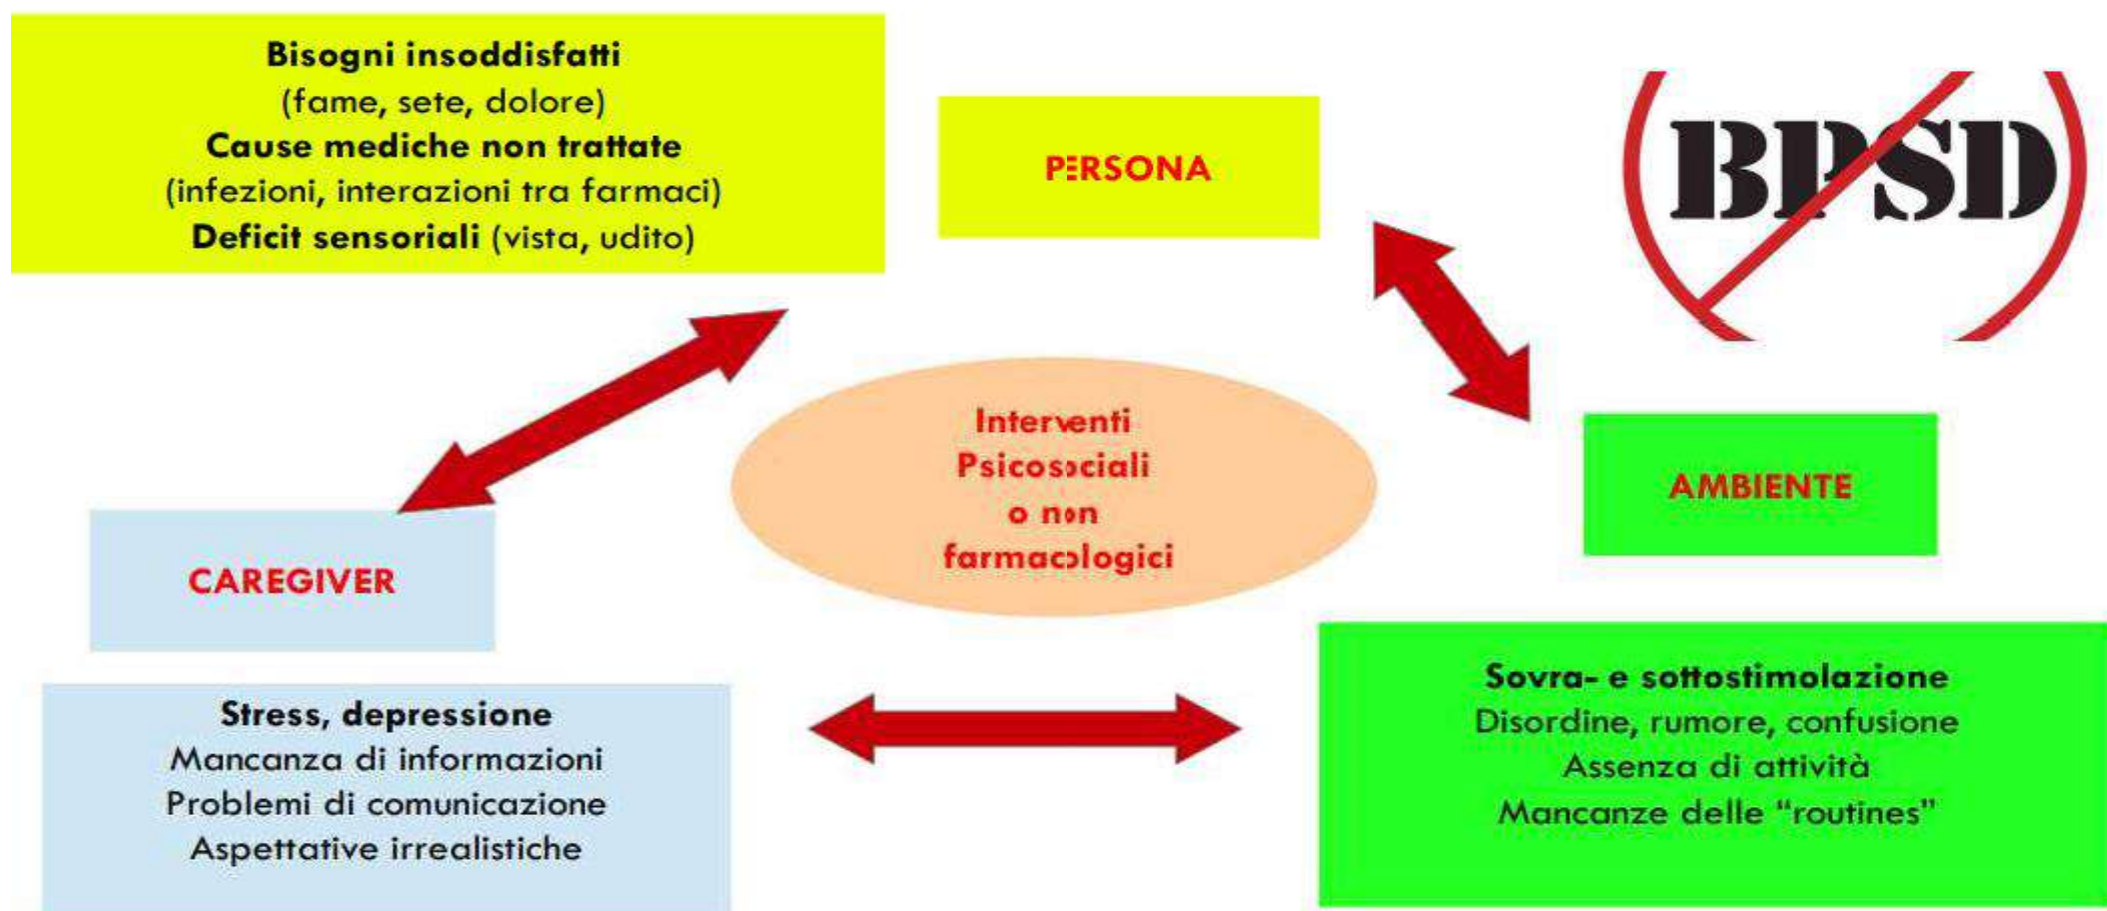 Bisogni insoddisfatti
(fame, sete, dolore)
Cause mediche non trattate
(infezioni, interazioni tra farmaci)
Deficit sensoriali (vista, udito)
PERSONA
BPSD
Interventi
Psicosociali
o non
farmacologici
AMBIENTE
CAREGIVER
Stress, depressione
Mancanza di informazioni
Problemi di comunicazione
Aspettative irrealistiche
Sovra- e sottostimolazione
Disordine, rumore, confusione
Assenza di attività
Mancanze delle “routines”